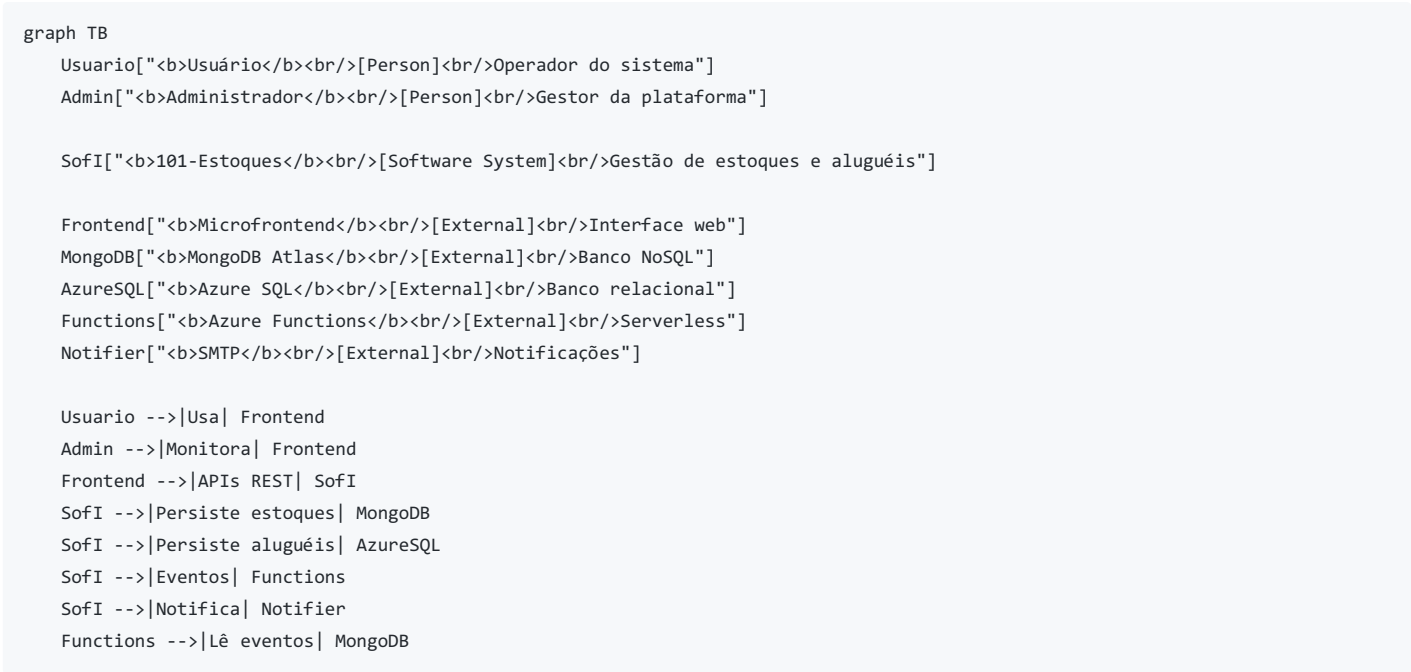 graph TB
Usuario["<b>Usuário</b><br/>[Person]<br/>Operador do sistema"]
Admin["<b>Administrador</b><br/>[Person]<br/>Gestor da plataforma"]
SofI["<b>101-Estoques</b><br/>[Software System]<br/>Gestão de estoques e aluguéis"]
Frontend["<b>Microfrontend</b><br/>[External]<br/>Interface web"]
MongoDB["<b>MongoDB Atlas</b><br/>[External]<br/>Banco NoSQL"]
AzureSQL["<b>Azure SQL</b><br/>[External]<br/>Banco relacional"]
Functions["<b>Azure Functions</b><br/>[External]<br/>Serverless"]
Notifier["<b>SMTP</b><br/>[External]<br/>Notificações"]
Usuario -->|Usa| Frontend
Admin -->|Monitora| Frontend
Frontend -->|APIs REST| SofI
SofI -->|Persiste estoques| MongoDB
SofI -->|Persiste aluguéis| AzureSQL
SofI -->|Eventos| Functions
SofI -->|Notifica| Notifier
Functions -->|Lê eventos| MongoDB